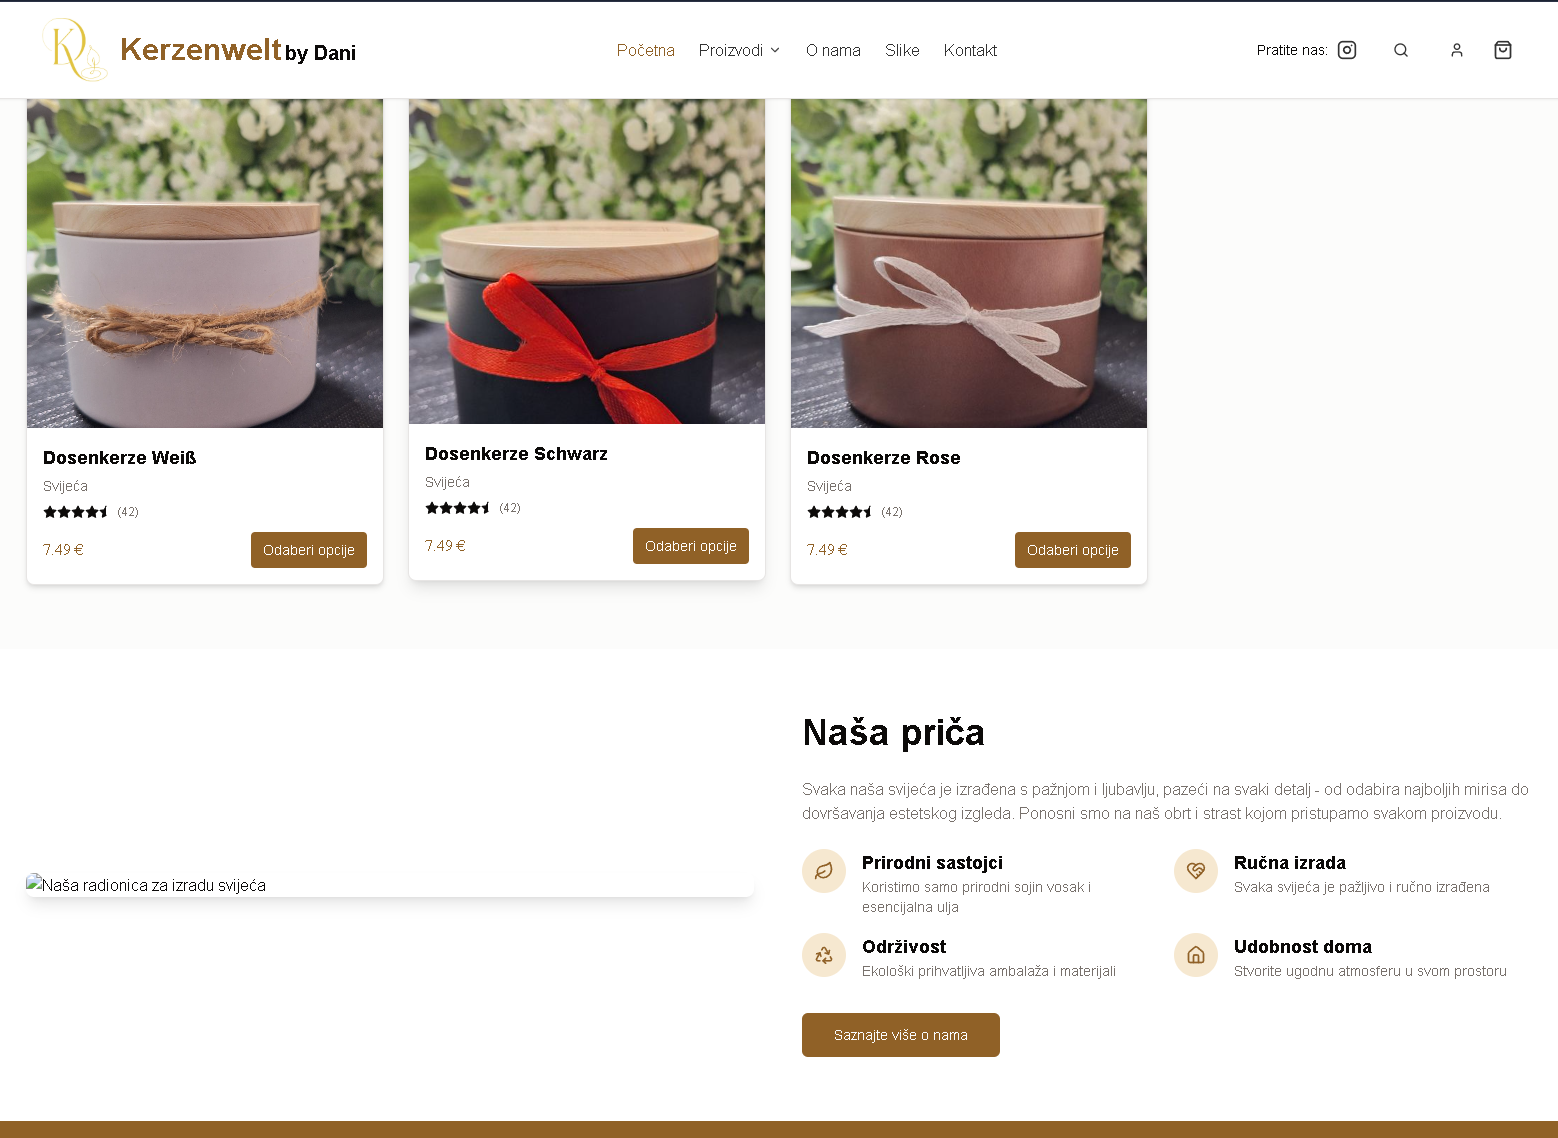 Kerzenwelt by Dani
Početna Proizvodi O nama Slike Kontakt
Pratite nas:
Dosenkerze Weiß
Svijeća
(42)
7.49 €
Odaberi opcije
Dosenkerze Schwarz
Svijeća
(42)
7.49 €
Odaberi opcije
Dosenkerze Rose
Svijeća
(42)
7.49 €
Odaberi opcije
Naša radionica za izradu svijeća
Naša priča
Svaka naša svijeća je izrađena s pažnjom i ljubavlju, pazeći na svaki detalj - od odabira najboljih mirisa do
dovršavanja estetskog izgleda. Ponosni smo na naš obrt i strast kojom pristupamo svakom proizvodu.
Prirodni sastojci
Koristimo samo prirodni sojin vosak i
esencijalna ulja
Ručna izrada
Svaka svijeća je pažljivo i ručno izrađena
Održivost
Ekološki prihvatljiva ambalaža i materijali
Udobnost doma
Stvorite ugodnu atmosferu u svom prostoru
Saznajte više o nama